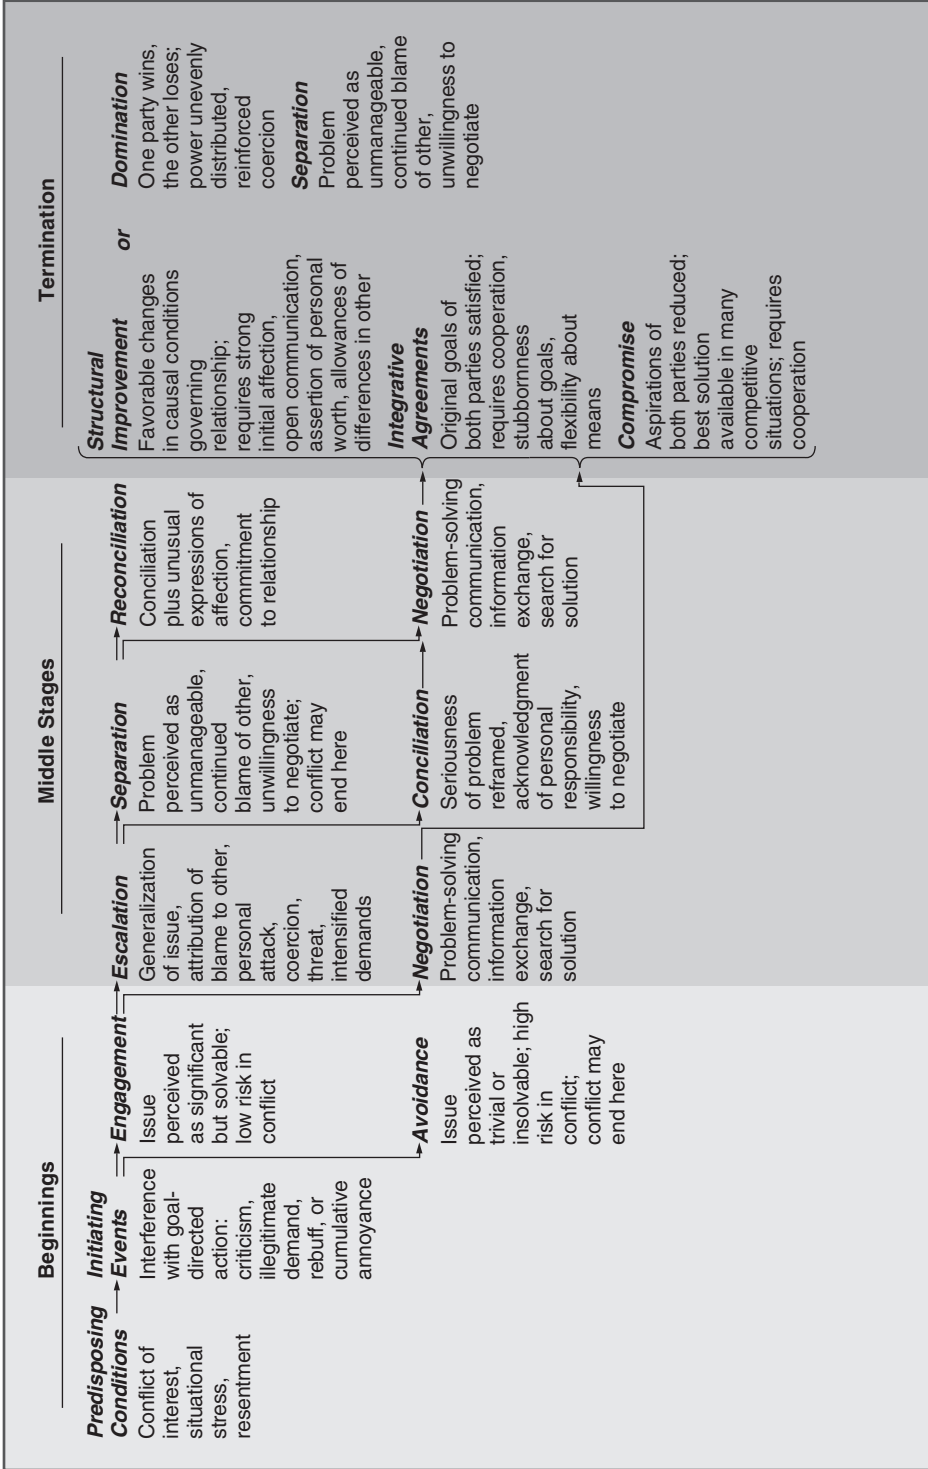 Beginnings
Predisposing
Conditions
Conflict of
interest,
situational
stress,
resentment
Initiating
Events
Interference
with goal-
directed
action:
criticism,
illegitimate
demand,
rebuff, or
cumulative
annoyance
Engagement
Issue
perceived
as significant
but solvable;
low risk in
conflict
Avoidance
Issue
perceived as
trivial or
insolvable; high
risk in
conflict;
conflict may
end here
Middle Stages
Escalation
Generalization
of issue,
attribution of
blame to other,
personal
attack,
coercion,
threat,
intensified
demands
Negotiation
Problem-solving
communication,
information
exchange,
search for
solution
Separation
Problem
perceived as
unmanageable,
continued
blame of other,
unwillingness
to negotiate;
conflict may
end here
Conciliation
Seriousness
of problem
reframed,
acknowledgment
of personal
responsibility,
willingness
to negotiate
Reconciliation
Conciliation
plus unusual
expressions of
affection,
commitment
to relationship
Negotiation
Problem-solving
communication,
information
exchange,
search for
solution
Termination
Structural
Improvement or
Favorable changes
in causal conditions
governing
relationship;
requires strong
initial affection,
open communication,
assertion of personal
worth, allowances of
differences in other
Integrative
Agreements
Original goals of
both parties satisfied;
requires cooperation,
stubbornness
about goals,
flexibility about
means
Compromise
Aspirations of
both parties reduced;
best solution
available in many
competitive
situations; requires
cooperation
Domination
One party wins,
the other loses;
power unevenly
distributed,
reinforced
coercion
Separation
Problem
perceived as
unmanageable,
continued blame
of other,
unwillingness to
negotiate